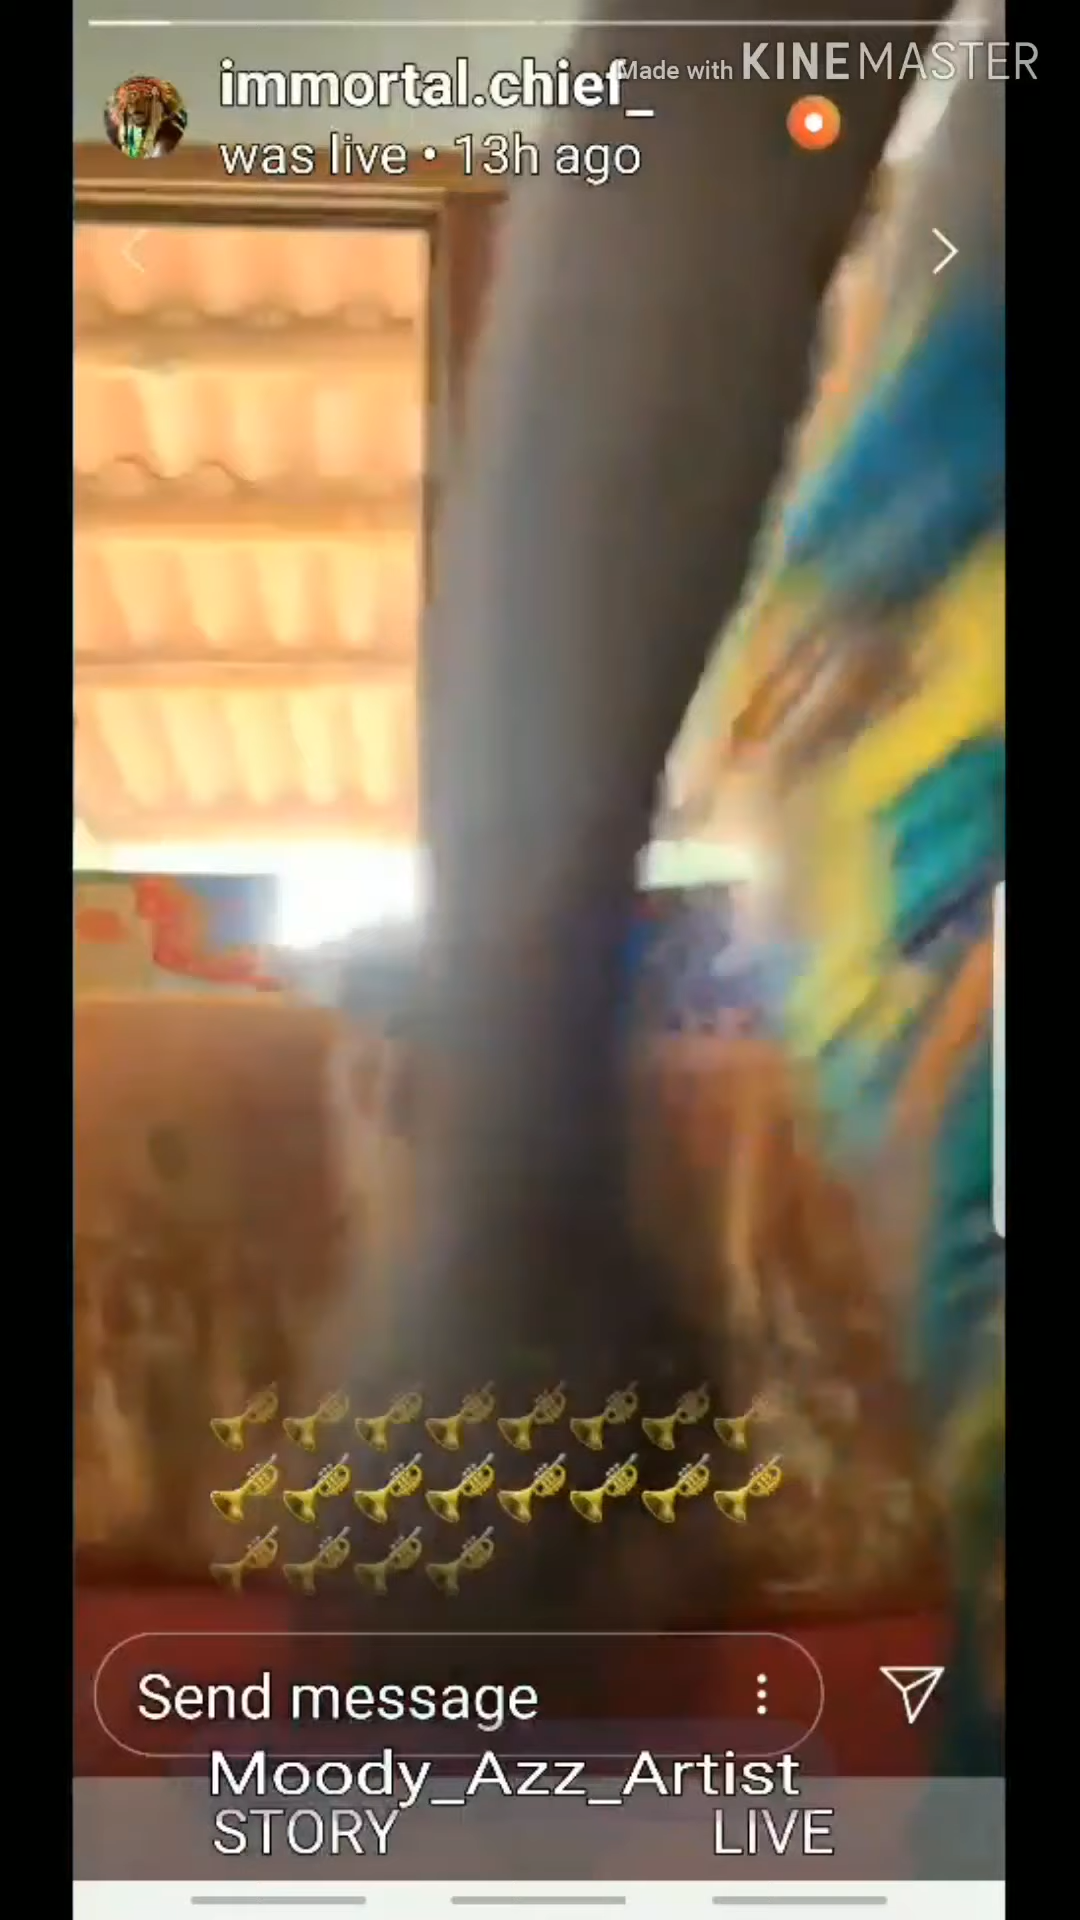 immortal.chief_
Made with KINEMASTER
was live • 13h ago
Send message
Moody_Azz_Artist
STORY LIVE